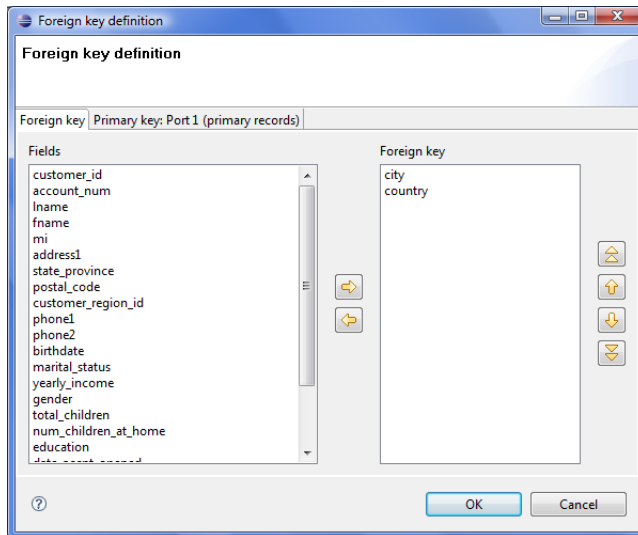 Foreign key definition
Foreign key definition
Foreign key Primary key: Port 1 (primary records)
Fields
customer_id
account_num
lname
fname
mi
address1
state_province
postal_code
customer_region_id
phone1
phone2
birthdate
marital_status
yearly_income
gender
total_children
num_children_at_home
education
Foreign key
city
country
OK Cancel